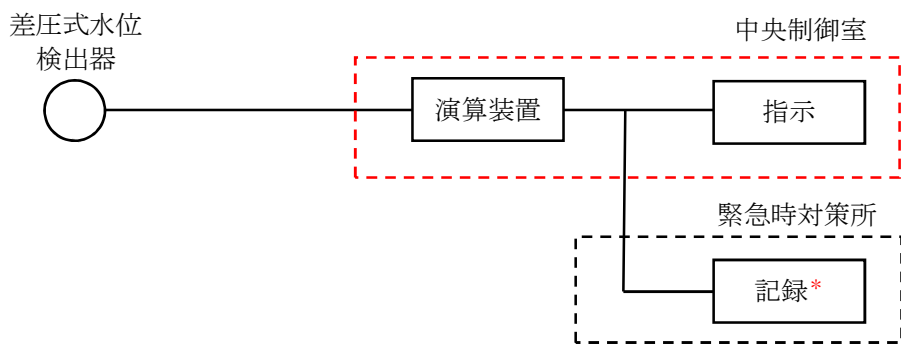 差圧式水位
検出器
中央制御室
演算装置
指示
緊急時対策所
記録*